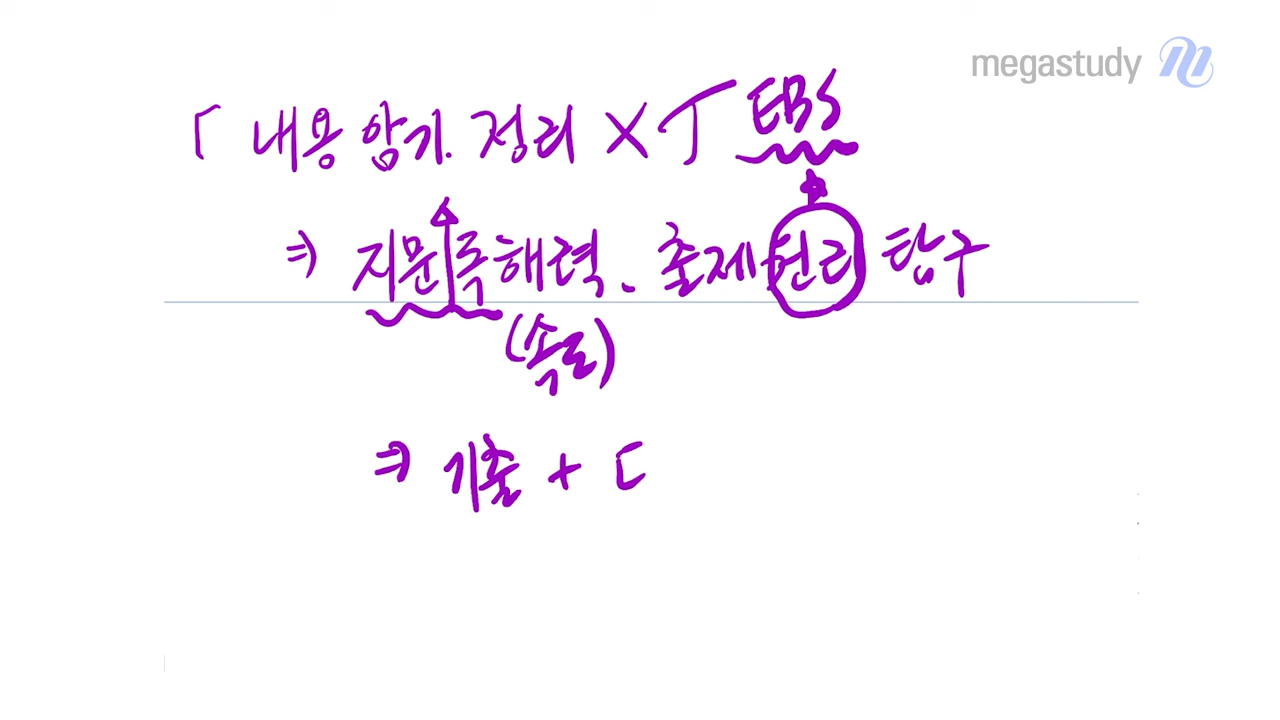 megastudy
「 내용 암기. 정리 X 」 EBS
⇒ 지문 독해력. 출제 원리 탐구
(속도)
⇒ 기출 +